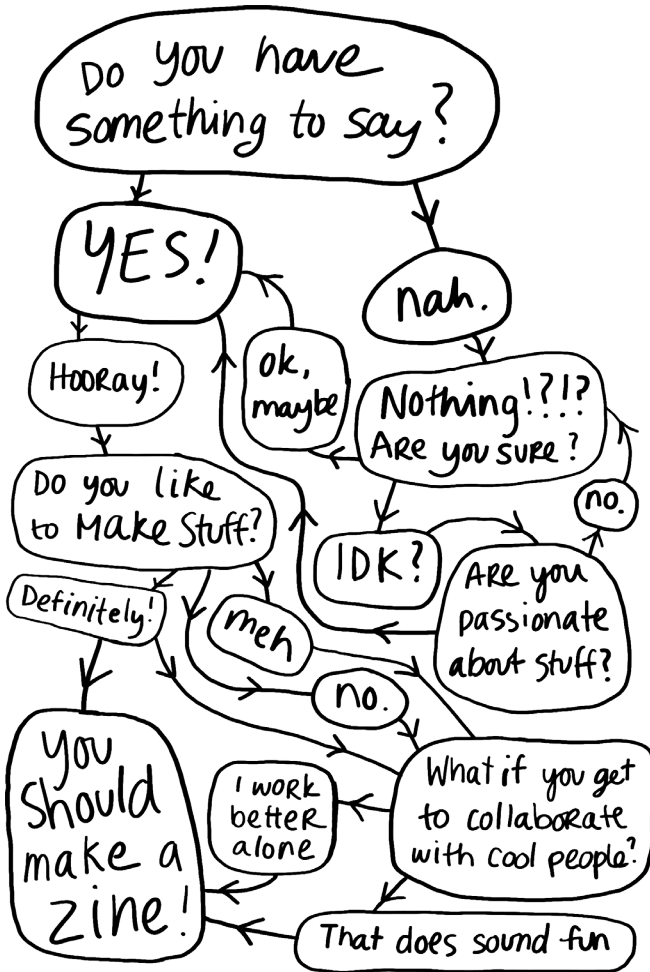 Do you have
something to say?
YES!
nah.
Hooray!
ok,
maybe
Nothing!?!?
Are you sure?
Do you like
to make stuff?
IDK?
no.
Are you
passionate
about stuff?
Definitely!
meh
no.
You
should
make a
zine!
I work
better
alone
What if you get
to collaborate
with cool people?
That does sound fun